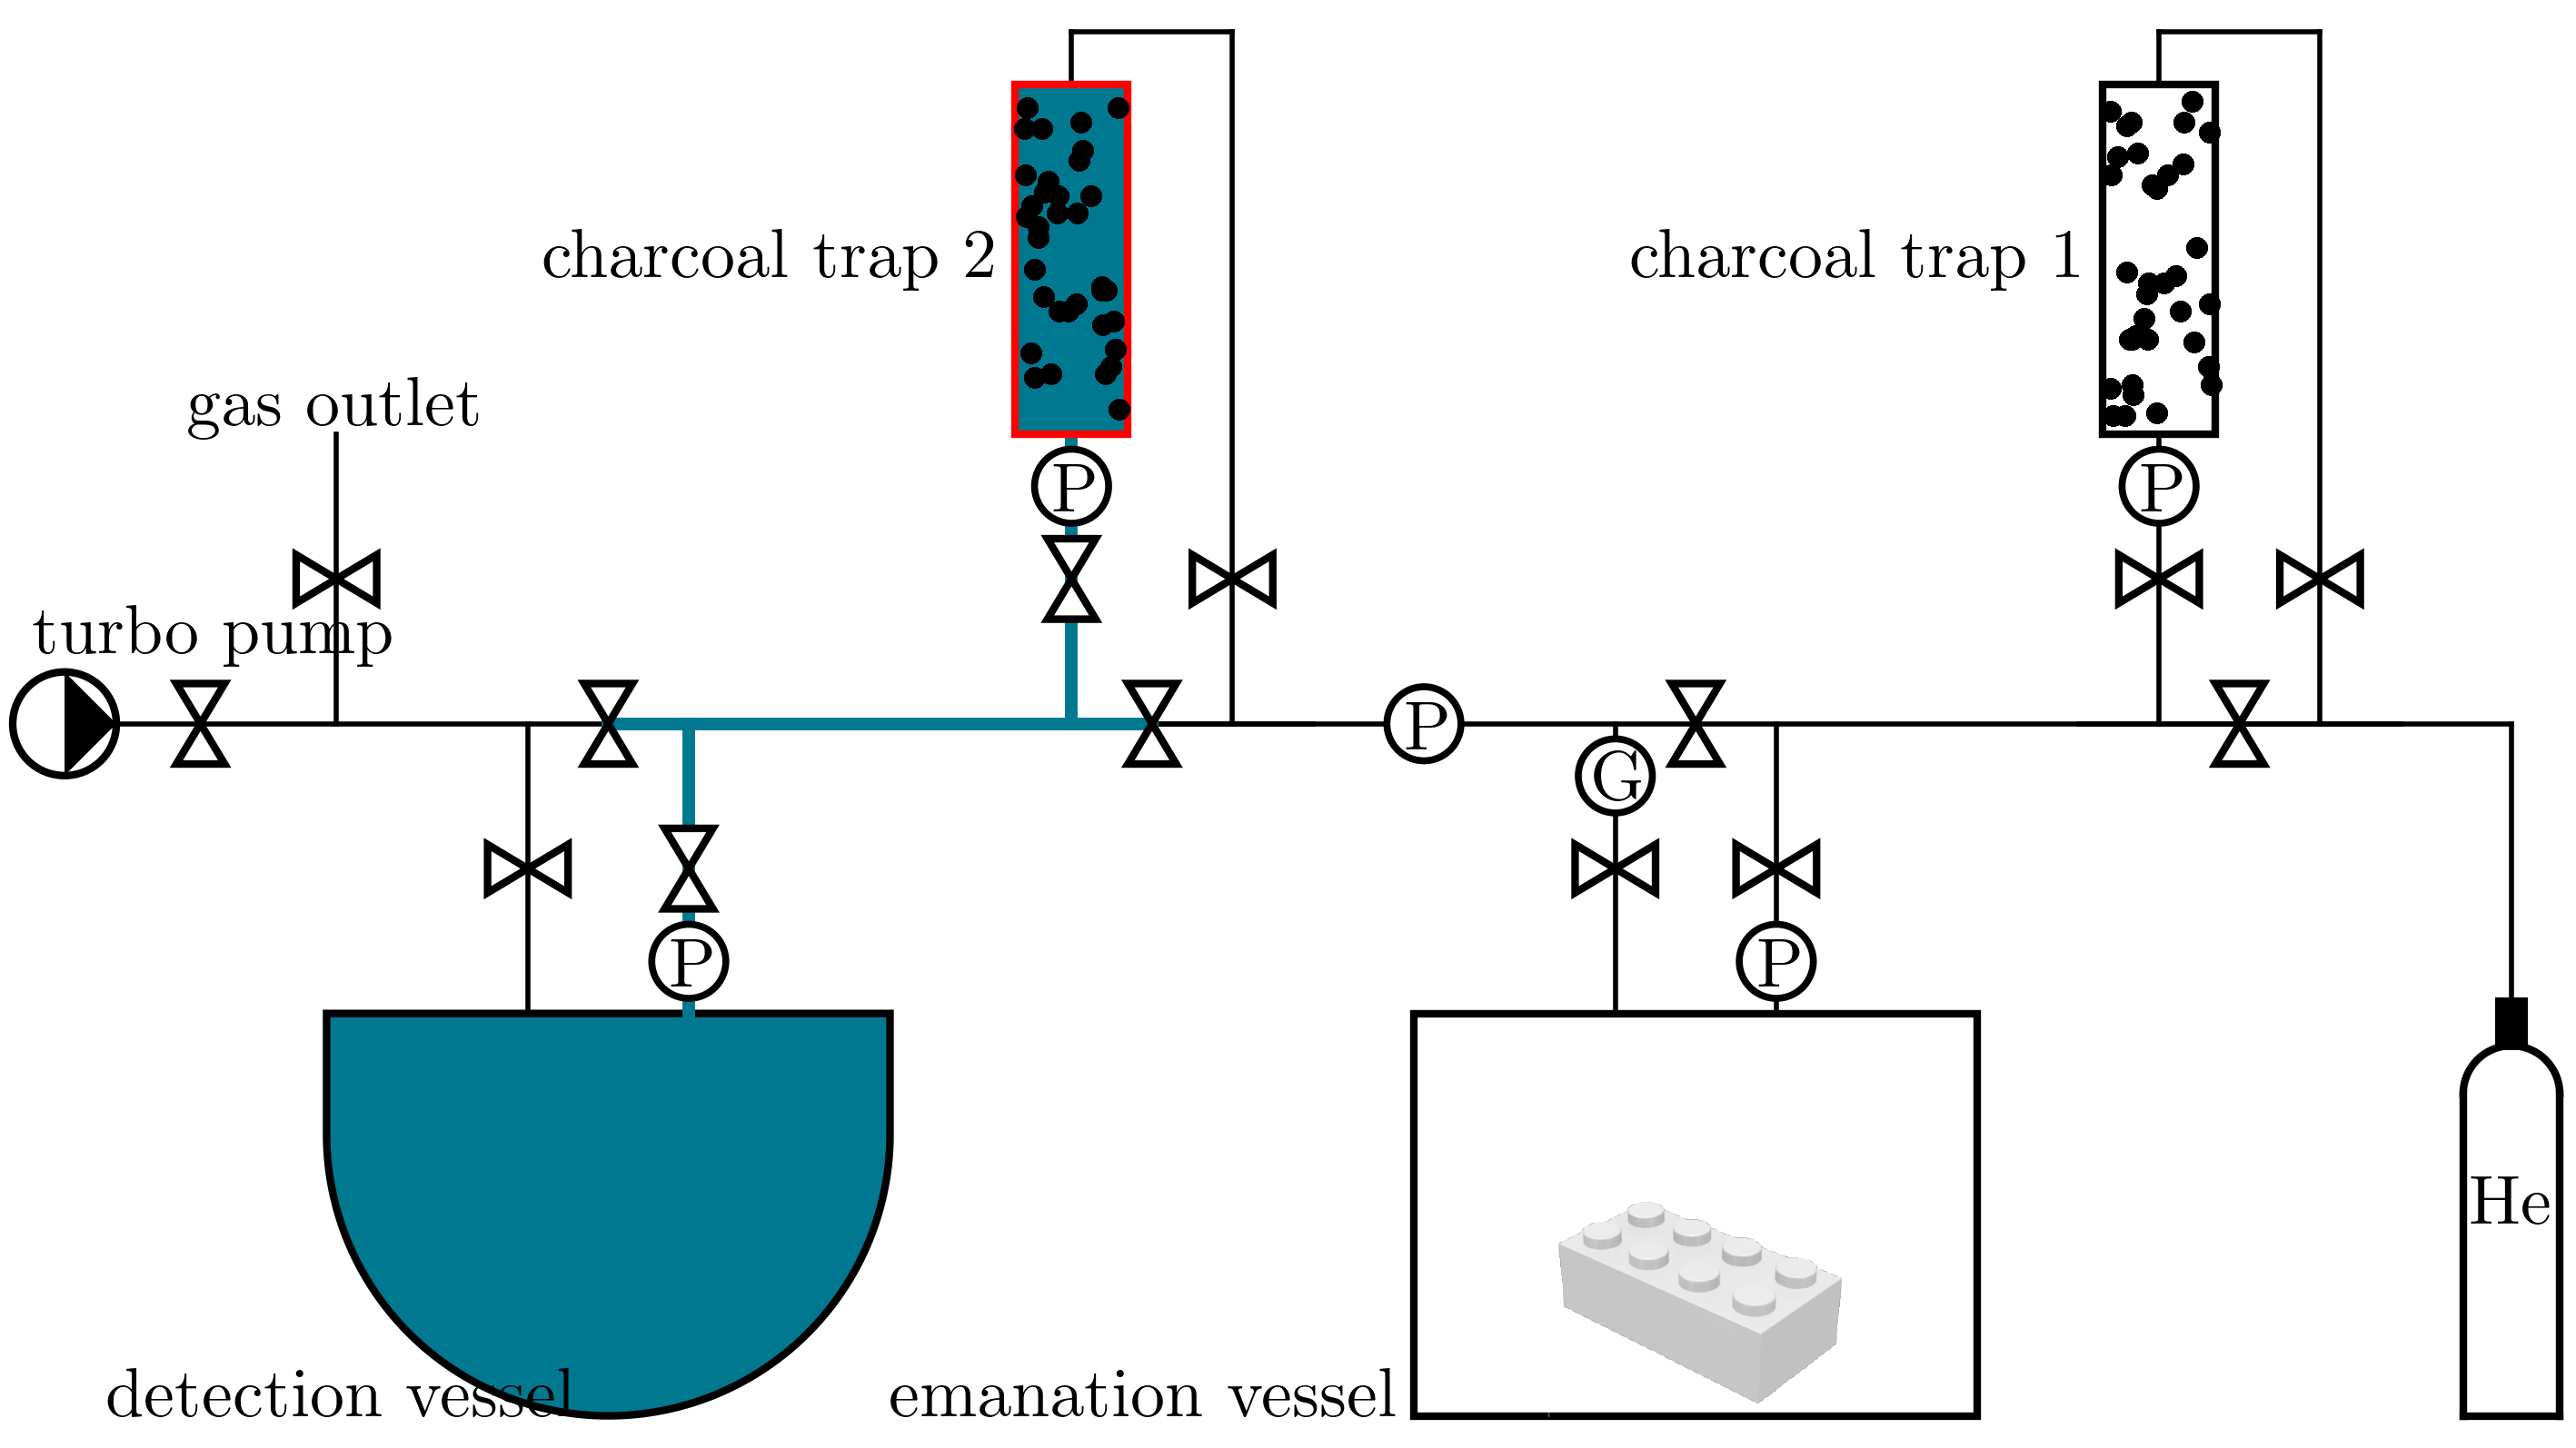 charcoal trap 2
charcoal trap 1
gas outlet
P
P
turbo pump
P
G
P
P
He
detection vessel
emanation vessel